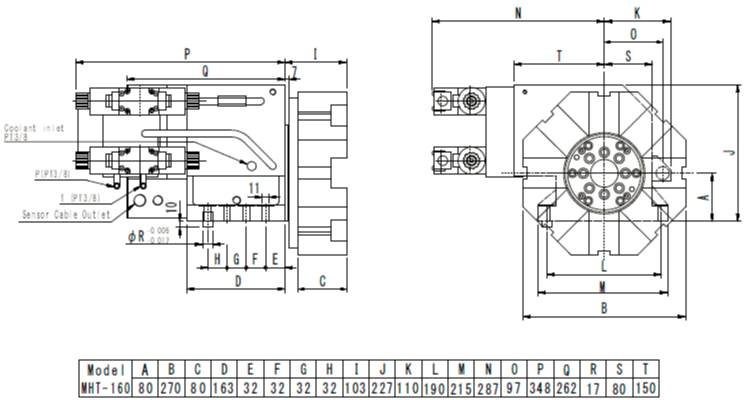 N
K
O
P
I
Q
7
T
S
Coolant inlet
PT3/8
P(PT3/8)
T (PT3/8)
Sensor Cable Outlet
10
11
J
A
φR -0.006
-0.017
H
G
F
E
D
C
L
M
B
Model A B C D E F G H I J K L M N O P Q R S T
MHT-160 80 270 80 163 32 32 32 32 103 227 110 190 215 287 97 348 262 17 80 150